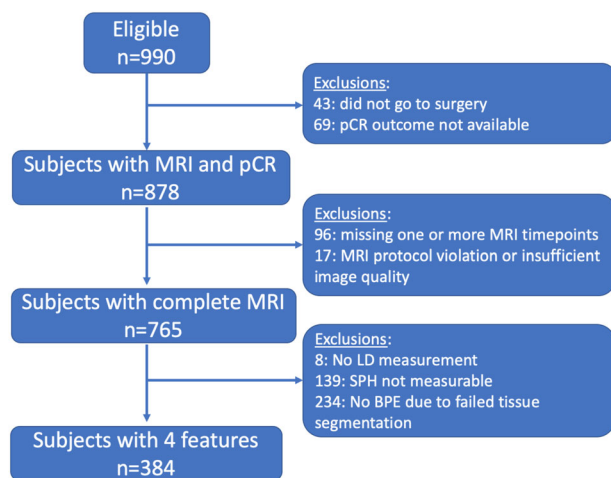 Eligible
n=990
Exclusions:
43: did not go to surgery
69: pCR outcome not available
Subjects with MRI and pCR
n=878
Exclusions:
96: missing one or more MRI timepoints
17: MRI protocol violation or insufficient
image quality
Subjects with complete MRI
n=765
Exclusions:
8: No LD measurement
139: SPH not measurable
234: No BPE due to failed tissue
segmentation
Subjects with 4 features
n=384